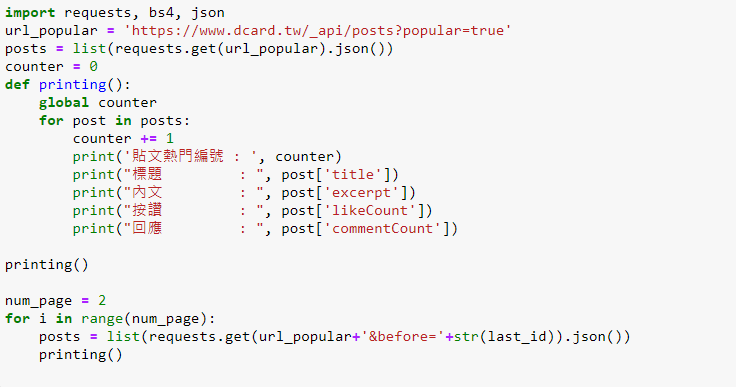 import requests, bs4, json
url_popular = 'https://www.dcard.tw/_api/posts?popular=true'
posts = list(requests.get(url_popular).json())
counter = 0
def printing():
    global counter
    for post in posts:
        counter += 1
        print('貼文熱門編號 : ', counter)
        print("標題         : ", post['title'])
        print("內文         : ", post['excerpt'])
        print("按讚         : ", post['likeCount'])
        print("回應         : ", post['commentCount'])

printing()

num_page = 2
for i in range(num_page):
    posts = list(requests.get(url_popular+'&before='+str(last_id)).json())
    printing()